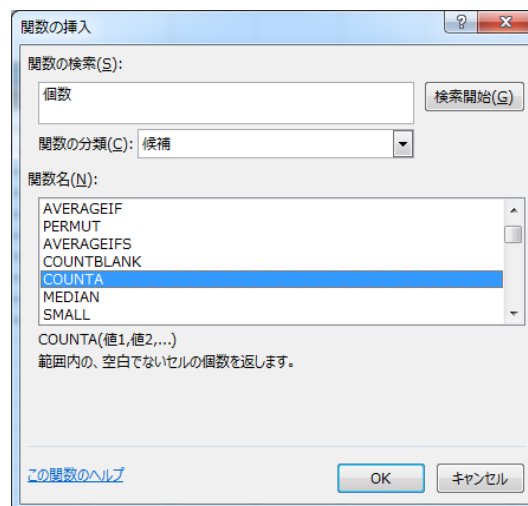 関数の挿入
関数の検索(S):
個数
検索開始(G)
関数の分類(C): 候補
関数名(N):
AVERAGEIF
PERMUT
AVERAGEIFS
COUNTBLANK
COUNTA
MEDIAN
SMALL
COUNTA(値1,値2,...)
範囲内の、空白でないセルの個数を返します。
この関数のヘルプ
OK
キャンセル